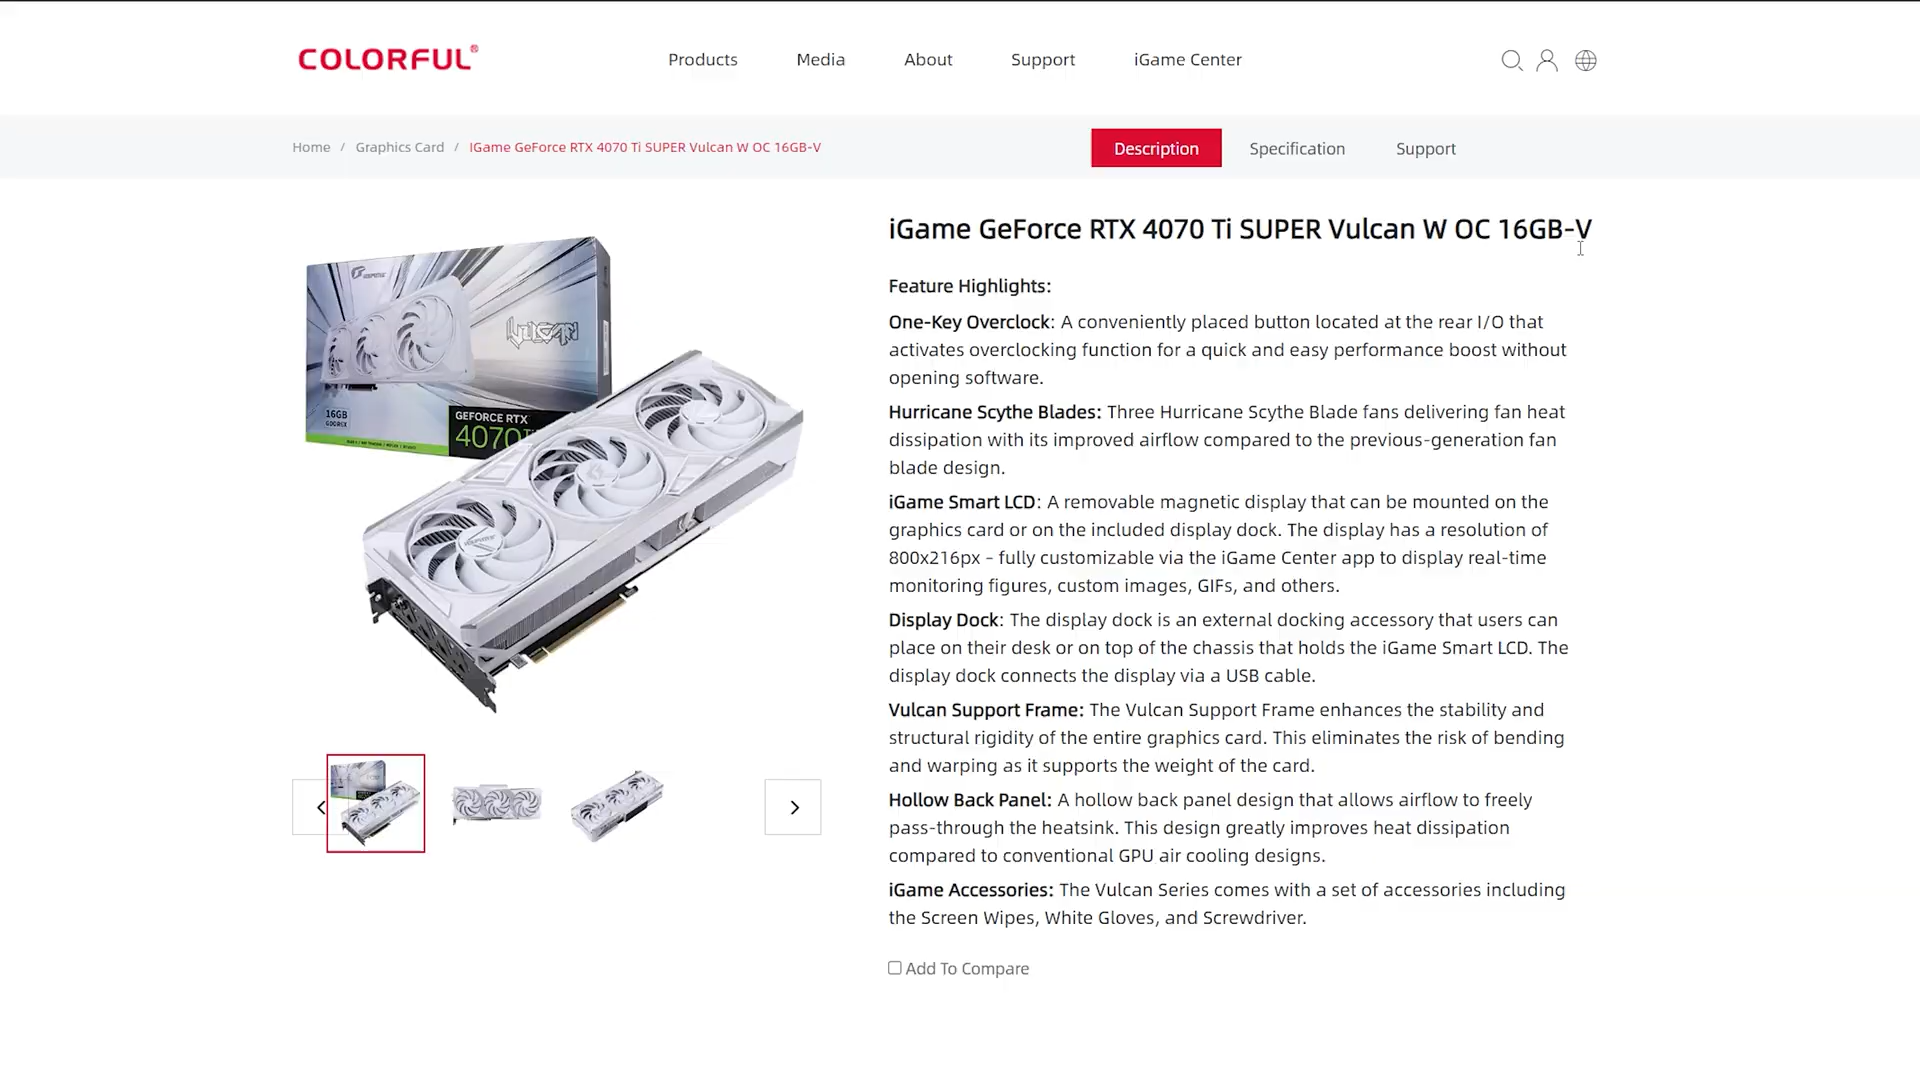 COLORFUL®
Products
Media
About
Support
iGame Center
Home / Graphics Card / IGame GeForce RTX 4070 Ti SUPER Vulcan W OC 16GB-V
Description
Specification
Support
iGame GeForce RTX 4070 Ti SUPER Vulcan W OC 16GB-V
Feature Highlights:
One-Key Overclock: A conveniently placed button located at the rear I/O that
activates overclocking function for a quick and easy performance boost without
opening software.
Hurricane Scythe Blades: Three Hurricane Scythe Blade fans delivering fan heat
dissipation with its improved airflow compared to the previous-generation fan
blade design.
iGame Smart LCD: A removable magnetic display that can be mounted on the
graphics card or on the included display dock. The display has a resolution of
800x216px – fully customizable via the iGame Center app to display real-time
monitoring figures, custom images, GIFs, and others.
Display Dock: The display dock is an external docking accessory that users can
place on their desk or on top of the chassis that holds the iGame Smart LCD. The
display dock connects the display via a USB cable.
Vulcan Support Frame: The Vulcan Support Frame enhances the stability and
structural rigidity of the entire graphics card. This eliminates the risk of bending
and warping as it supports the weight of the card.
Hollow Back Panel: A hollow back panel design that allows airflow to freely
pass-through the heatsink. This design greatly improves heat dissipation
compared to conventional GPU air cooling designs.
iGame Accessories: The Vulcan Series comes with a set of accessories including
the Screen Wipes, White Gloves, and Screwdriver.
Add To Compare
VULCAN
16GB
GDDR6X
GEFORCE RTX
4070